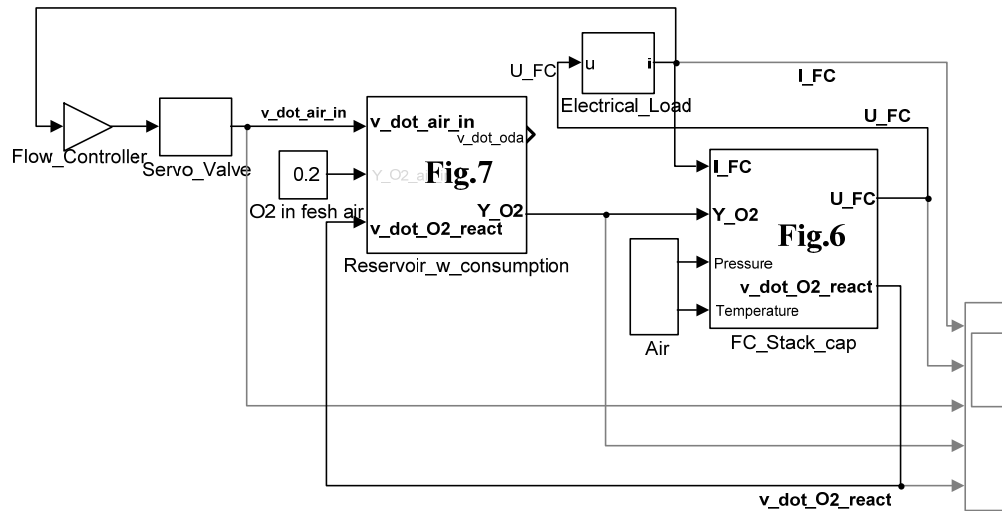 U_FC
u
i
Electrical_Load
I_FC
U_FC
Flow_Controller
Servo_Valve
v_dot_air_in
v_dot_air_in
v_dot_oda
0.2
O2 in fesh air
Fig.7
Y_O2
v_dot_O2_react
Reservoir_w_consumption
I_FC
Y_O2
U_FC
Fig.6
Pressure
v_dot_O2_react
Temperature
Air
FC_Stack_cap
v_dot_O2_react